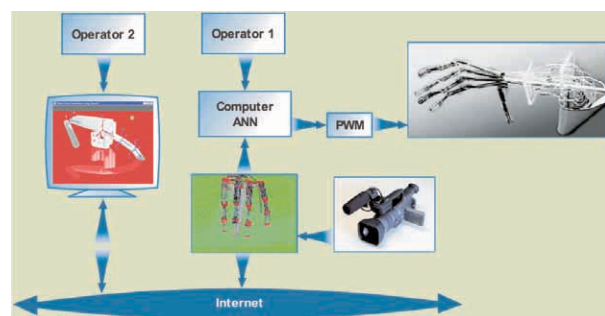 Operator 2
Operator 1
Computer
ANN
PWM
Internet